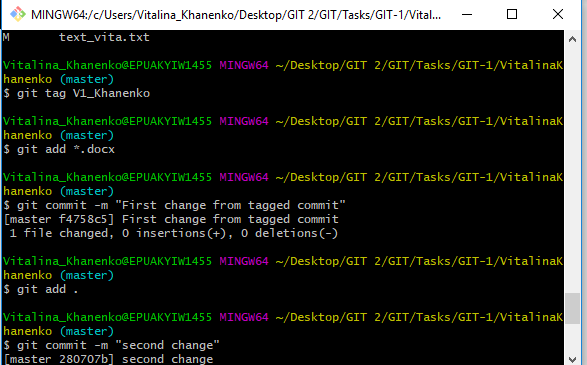 MINGW64:/c/Users/Vitalina_Khanenko/Desktop/GIT 2/GIT/Tasks/GIT-1/Vital...
M       text_vita.txt
Vitalina_Khanenko@EPUAKYIW1455 MINGW64 ~/Desktop/GIT 2/GIT/Tasks/GIT-1/VitalinaK
hanenko (master)
$ git tag V1_Khanenko
Vitalina_Khanenko@EPUAKYIW1455 MINGW64 ~/Desktop/GIT 2/GIT/Tasks/GIT-1/VitalinaK
hanenko (master)
$ git add *.docx
Vitalina_Khanenko@EPUAKYIW1455 MINGW64 ~/Desktop/GIT 2/GIT/Tasks/GIT-1/VitalinaK
hanenko (master)
$ git commit -m "First change from tagged commit"
[master f4758c5] First change from tagged commit
 1 file changed, 0 insertions(+), 0 deletions(-)
Vitalina_Khanenko@EPUAKYIW1455 MINGW64 ~/Desktop/GIT 2/GIT/Tasks/GIT-1/VitalinaK
hanenko (master)
$ git add .
Vitalina_Khanenko@EPUAKYIW1455 MINGW64 ~/Desktop/GIT 2/GIT/Tasks/GIT-1/VitalinaK
hanenko (master)
$ git commit -m "second change"
[master 280707b] second change